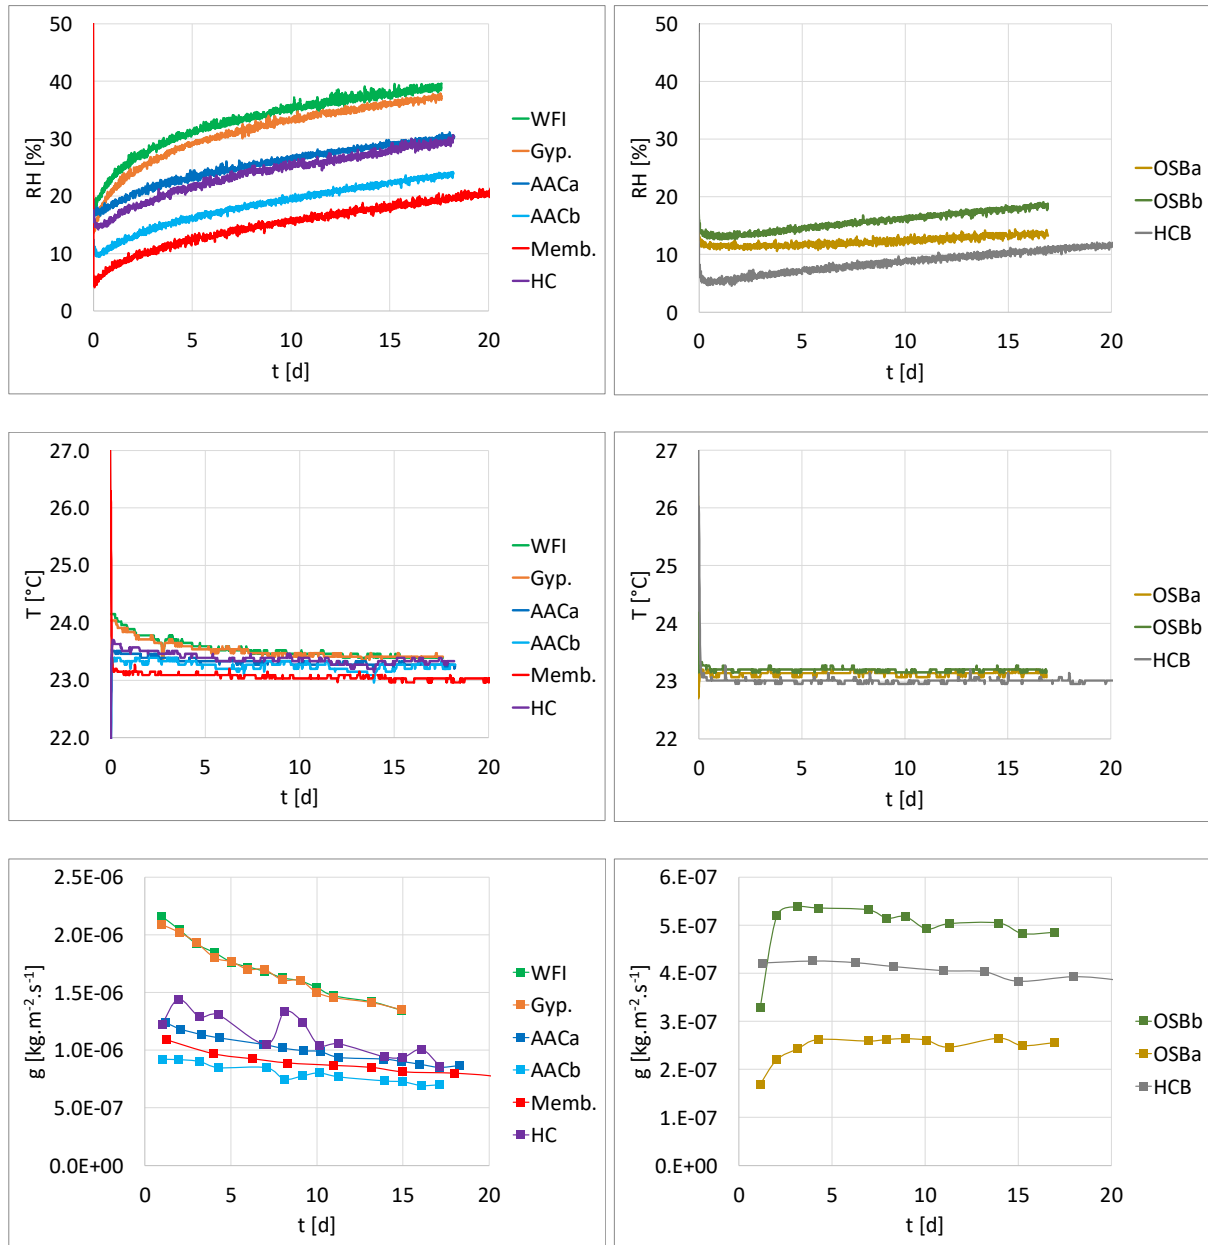 RH [%]
50
40
30
20
10
0
0 5 10 15 20
t [d]
WFI
Gyp.
AACa
AACb
Memb.
HC
RH [%]
50
40
30
20
10
0
0 5 10 15 20
t [d]
OSBa
OSBb
HCB
T [°C]
27.0
26.0
25.0
24.0
23.0
22.0
0 5 10 15 20
t [d]
WFI
Gyp.
AACa
AACb
Memb.
HC
T [°C]
27
26
25
24
23
22
0 5 10 15 20
t [d]
OSBa
OSBb
HCB
g [kg.m-2.s-1]
2.5E-06
2.0E-06
1.5E-06
1.0E-06
5.0E-07
0.0E+00
0 5 10 15 20
t [d]
WFI
Gyp.
AACa
AACb
Memb.
HC
g [kg.m-2.s-1]
6.E-07
5.E-07
4.E-07
3.E-07
2.E-07
1.E-07
0.E+00
0 5 10 15 20
t [d]
OSBb
OSBa
HCB